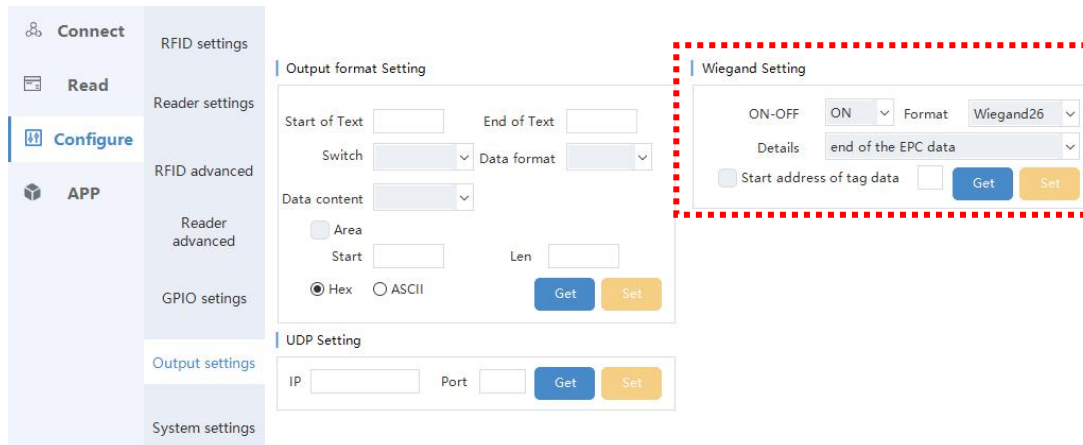 Connect
Read
Configure
APP
RFID settings
Reader settings
RFID advanced
Reader
advanced
GPIO setings
Output settings
System settings
Output format Setting
Start of Text End of Text
Switch Data format
Data content
Area
Start Len
Hex ASCII Get Set
UDP Setting
IP Port Get Set
Wiegand Setting
ON-OFF ON Format Wiegand26
Details end of the EPC data
Start address of tag data Get Set